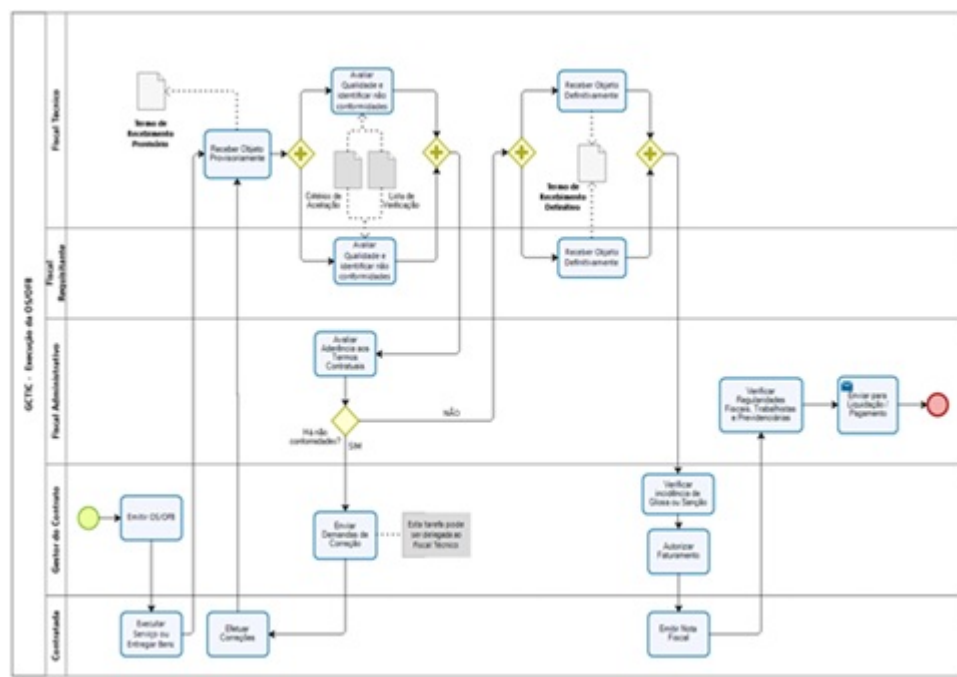 GCTIC - Execução da OS/OFB
Fiscal Técnico
Termo de
Recebimento
Provisório
Receber Objeto
Provisoriamente
Avaliar
Qualidade e
identificar não
conformidades
Critérios de
Aceitação
Lista de
Verificação
Receber Objeto
Definitivamente
Termo de
Recebimento
Definitivo
Fiscal
Requisitante
Avaliar
Qualidade e
identificar não
conformidades
Receber Objeto
Definitivamente
Fiscal Administrativo
Avaliar
Aderência aos
Termos
Contratuais
Há não
conformidades?
NÃO
SIM
Verificar
Regularidades
Fiscais, Trabalhistas
e Previdenciárias
Enviar para
Liquidação /
Pagamento
Gestor do Contrato
Emitir OS/OFB
Enviar
Demandas de
Correção
Esta tarefa pode
ser delegada ao
Fiscal Técnico
Verificar
incidência de
Glosa ou Sanção
Autorizar
Faturamento
Contratada
Executar
Serviço ou
Entregar Bens
Efetuar
Correções
Emitir Nota
Fiscal